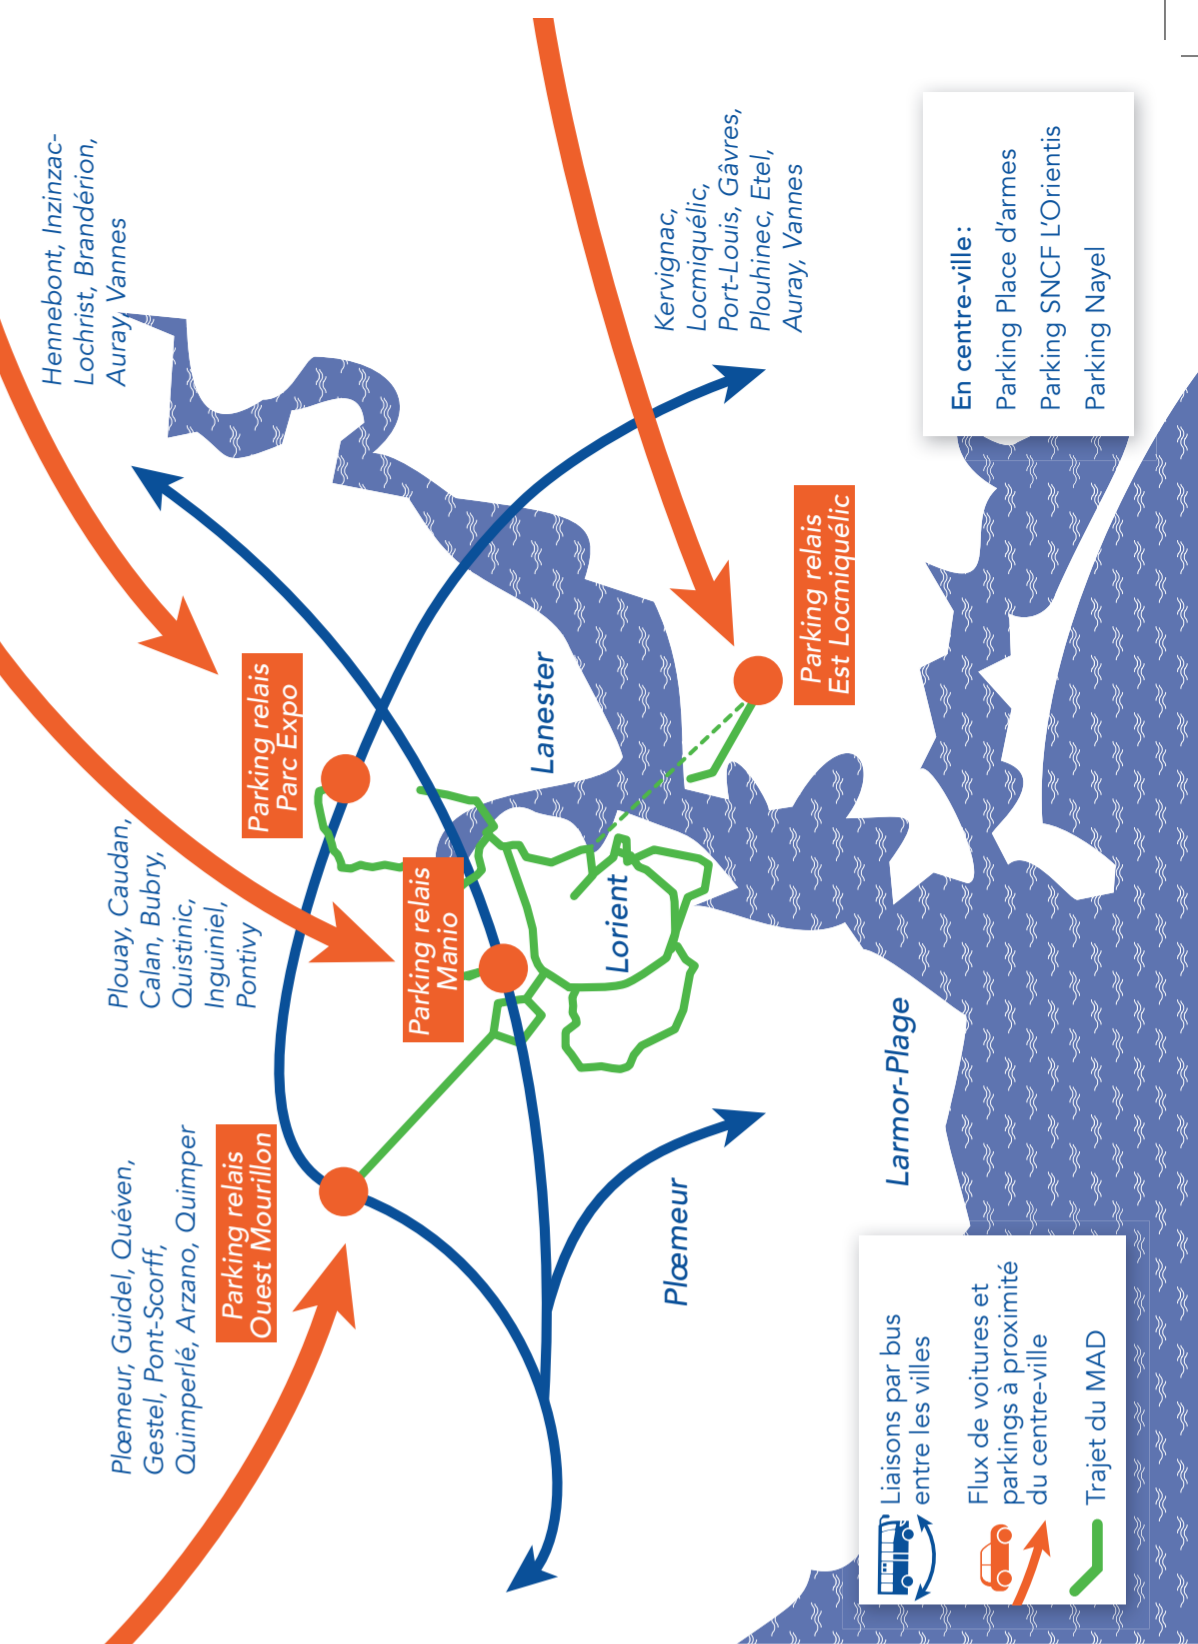 Plœmeur, Guidel, Quéven,
Gestel, Pont-Scorff,
Quimperlé, Arzano, Quimper
Parking relais
Ouest Mourillon
Plouay, Caudan,
Calan, Bubry,
Quistinic,
Inguiniel,
Pontivy
Parking relais
Manio
Parking relais
Parc Expo
Hennebont, Inzinzac-
Lochrist, Brandérion,
Auray, Vannes
Lanester
Lorient
Plœmeur
Larmor-Plage
Kervignac,
Locmiquélic,
Port-Louis, Gâvres,
Plouhinec, Etel,
Auray, Vannes
Parking relais
Est Locmiquélic
Liaisons par bus
entre les villes
Flux de voitures et
parkings à proximité
du centre-ville
Trajet du MAD
En centre-ville :
Parking Place d'armes
Parking SNCF L'Orientis
Parking Nayel